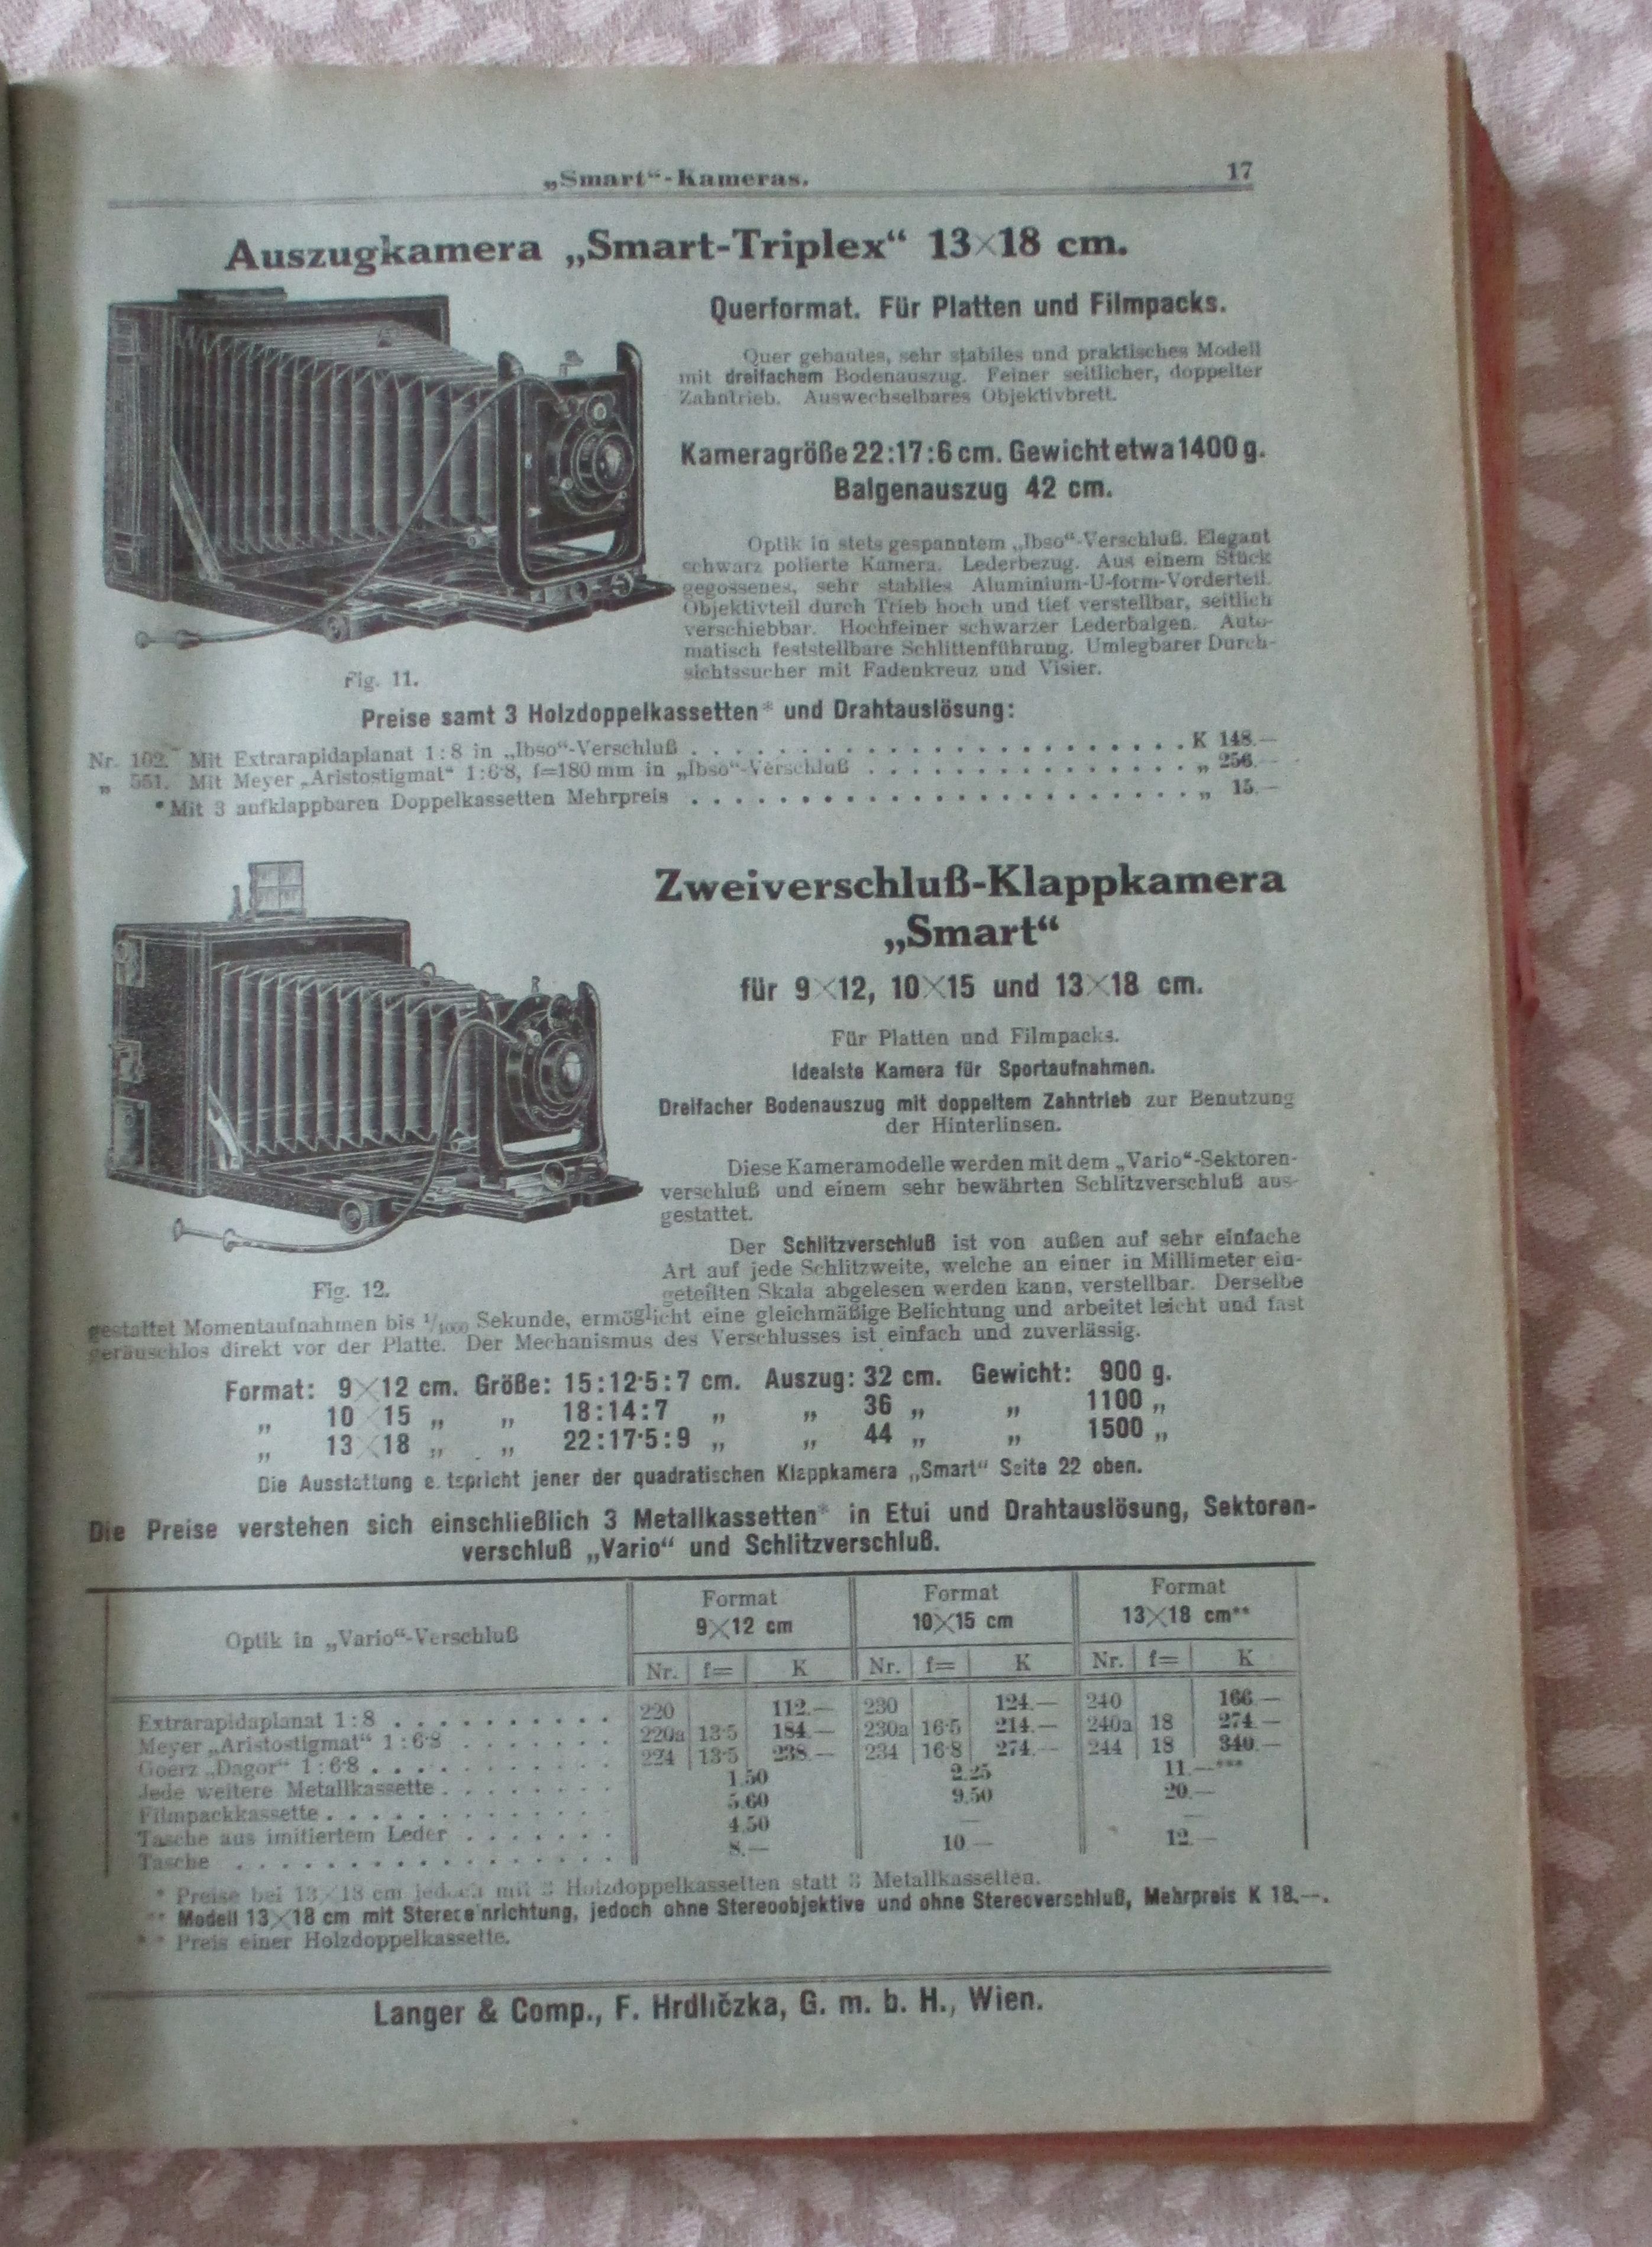 „Smart“-Kameras. 17
Auszugkamera „Smart-Triplex“ 13×18 cm.
Querformat. Für Platten und Filmpacks.
Quer gebautes, sehr stabiles und praktisches Modell
mit dreifachem Bodenauszug. Feiner seitlicher, doppelter
Zahntrieb. Auswechselbares Objektivbrett.
Kameragröße 22:17:6 cm. Gewicht etwa 1400 g.
Balgenauszug 42 cm.
Optik in stets gespanntem „Ibso“-Verschluß. Elegant
schwarz polierte Kamera. Lederbezug. Aus einem Stück
gegossenes, sehr stabiles Aluminium-U-form-Vorderteil.
Objektivteil durch Trieb hoch und tief verstellbar, seitlich
verschiebbar. Hochfeiner schwarzer Lederbalgen. Auto-
matisch feststellbare Schlittenführung. Umlegbarer Durch-
sichtssucher mit Fadenkreuz und Visier.
Fig. 11.
Preise samt 3 Holzdoppelkassetten* und Drahtauslösung:
Nr. 102. Mit Extrarapidaplanat 1:8 in „Ibso“-Verschluß . . . . . K 148.—
„ 551. Mit Meyer „Aristostigmat“ 1:6·8, f=180 mm in „Ibso“-Verschluß . . . . . „ 256.—
* Mit 3 aufklappbaren Doppelkassetten Mehrpreis . . . . . „ 15.—
Zweiverschluß-Klappkamera
„Smart“
für 9×12, 10×15 und 13×18 cm.
Für Platten und Filmpacks.
Idealste Kamera für Sportaufnahmen.
Dreifacher Bodenauszug mit doppeltem Zahntrieb zur Benutzung
der Hinterlinsen.
Diese Kameramodelle werden mit dem „Vario“-Sektoren-
verschluß und einem sehr bewährten Schlitzverschluß aus-
gestattet.
Der Schlitzverschluß ist von außen auf sehr einfache
Art auf jede Schlitzweite, welche an einer in Millimeter ein-
geteilten Skala abgelesen werden kann, verstellbar. Derselbe
Fig. 12.
gestattet Momentaufnahmen bis 1/1000 Sekunde, ermöglicht eine gleichmäßige Belichtung und arbeitet leicht und fast
geräuschlos direkt vor der Platte. Der Mechanismus des Verschlusses ist einfach und zuverlässig.
Format: 9×12 cm. Größe: 15:12·5:7 cm. Auszug: 32 cm. Gewicht: 900 g.
„ 10×15 „ „ 18:14:7 „ „ 36 „ „ 1100 „
„ 13×18 „ „ 22:17·5:9 „ „ 44 „ „ 1500 „
Die Ausstattung entspricht jener der quadratischen Klappkamera „Smart“ Seite 22 oben.
Die Preise verstehen sich einschließlich 3 Metallkassetten* in Etui und Drahtauslösung, Sektoren-
verschluß „Vario“ und Schlitzverschluß.
Optik in „Vario“-Verschluß Format 9×12 cm Format 10×15 cm Format 13×18 cm**
Nr. f= K Nr. f= K Nr. f= K
Extrarapidaplanat 1:8 . . . . . 220 112.— 230 124.— 240 166.—
Meyer „Aristostigmat“ 1:6·8 . . . . . 220a 13·5 184.— 230a 16·5 214.— 240a 18 274.—
Goerz „Dagor“ 1:6·8 . . . . . 224 13·5 238.— 234 16·8 274.— 244 18 340.—
Jede weitere Metallkassette . . . . . 1.50 2.25 11.—***
Filmpackkassette . . . . . 5.60 9.50 20.—
Tasche aus imitiertem Leder . . . . . 4.50 — —
Tasche . . . . . 8.— 10.— 12.—
* Preise bei 13×18 cm jedoch mit 3 Holzdoppelkassetten statt 3 Metallkassetten.
** Modell 13×18 cm mit Stereoeinrichtung, jedoch ohne Stereoobjektive und ohne Stereoverschluß, Mehrpreis K 18.—.
*** Preis einer Holzdoppelkassette.
Langer & Comp., F. Hrdliczka, G. m. b. H., Wien.